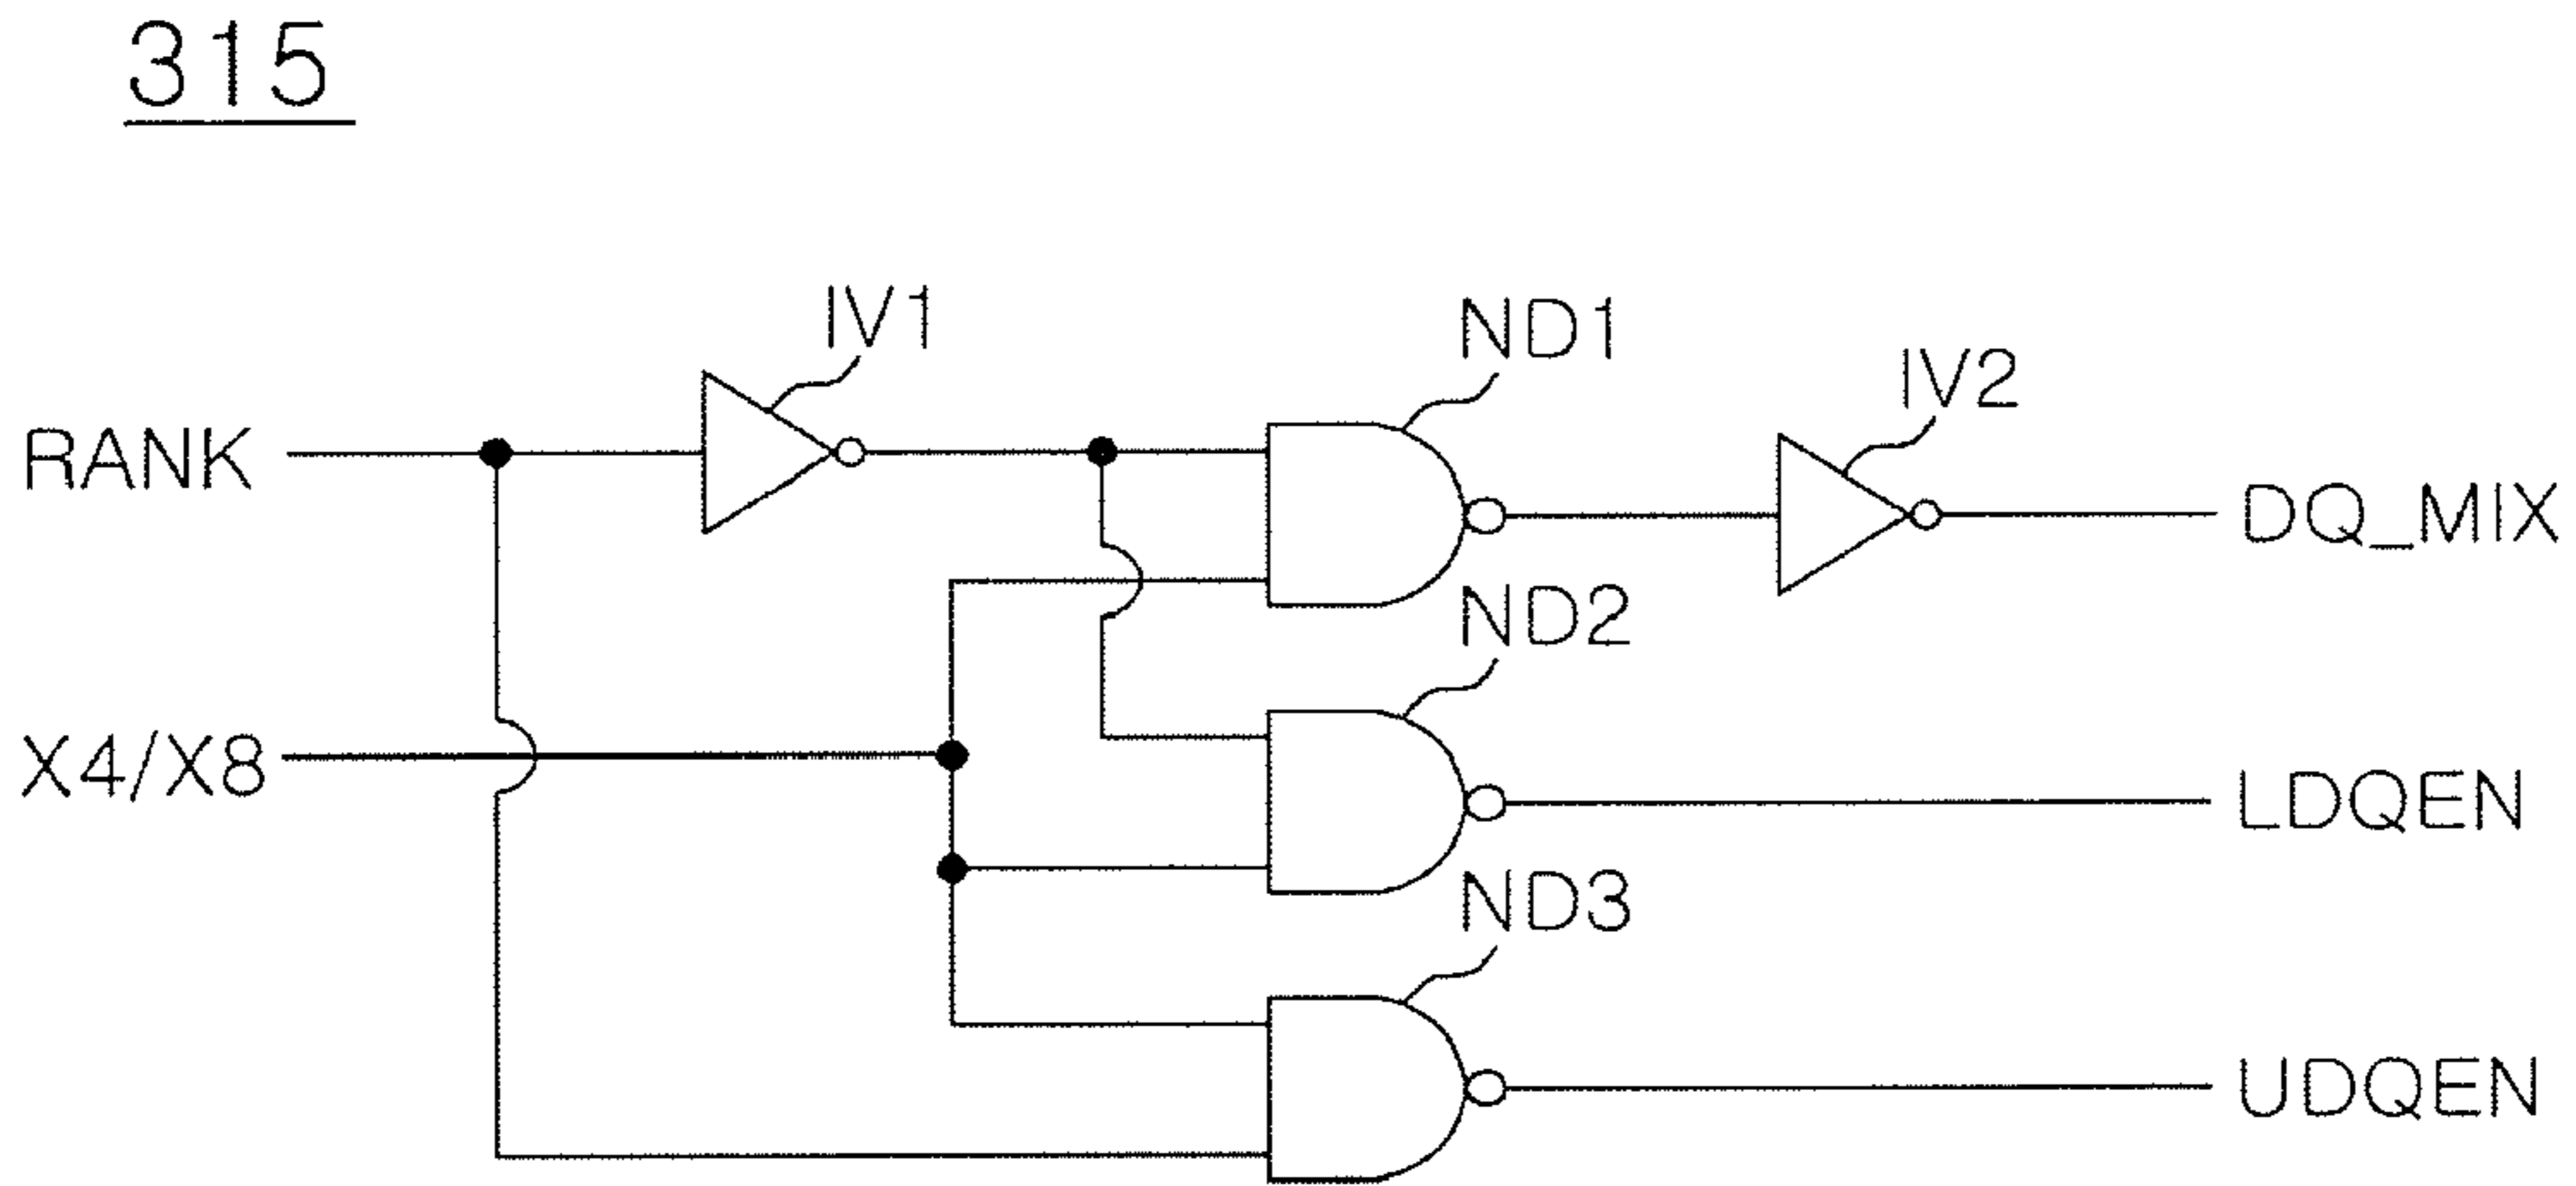 315
IV1
ND1
IV2
RANK
DQ_MIX
ND2
X4/X8
LDQEN
ND3
UDQEN